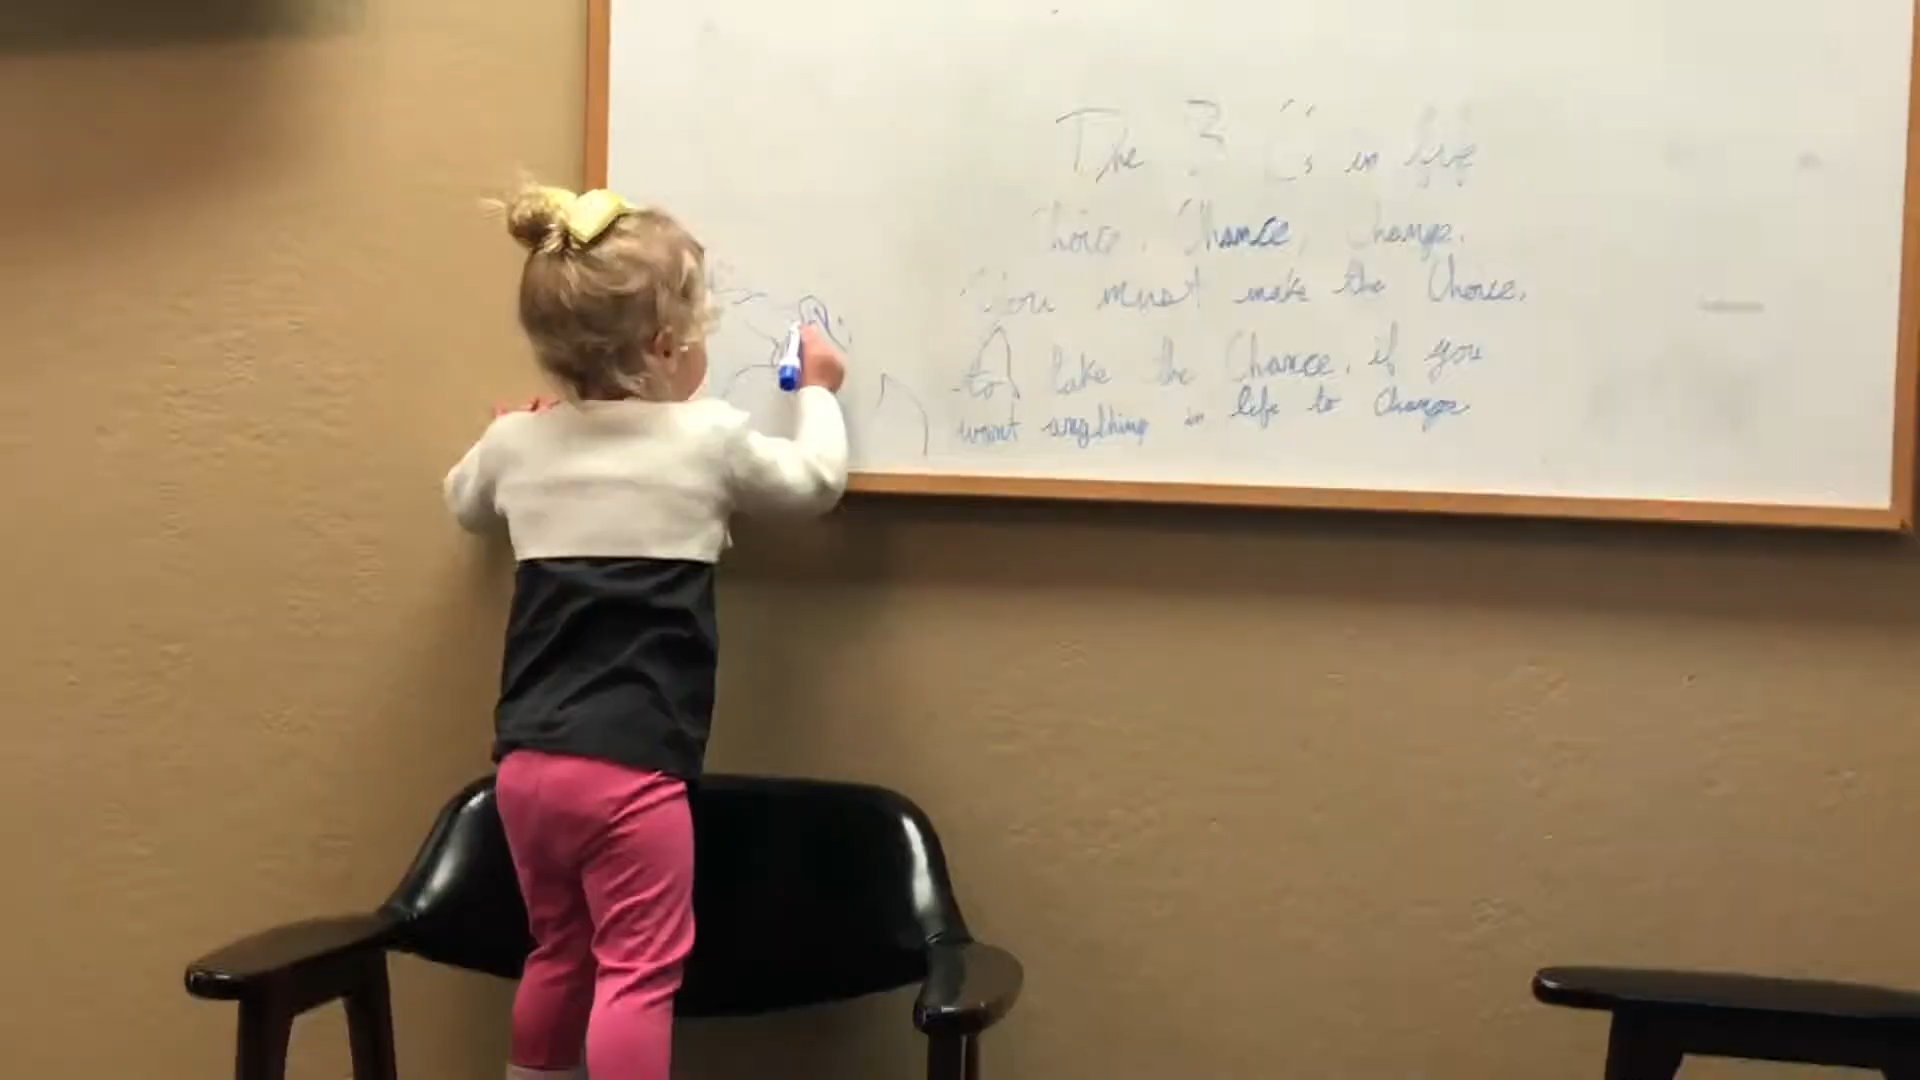 The 3 C's in life
Choice, Chance, Change.
You must make the Choice,
to take the Chance, if you
want anything in life to Change